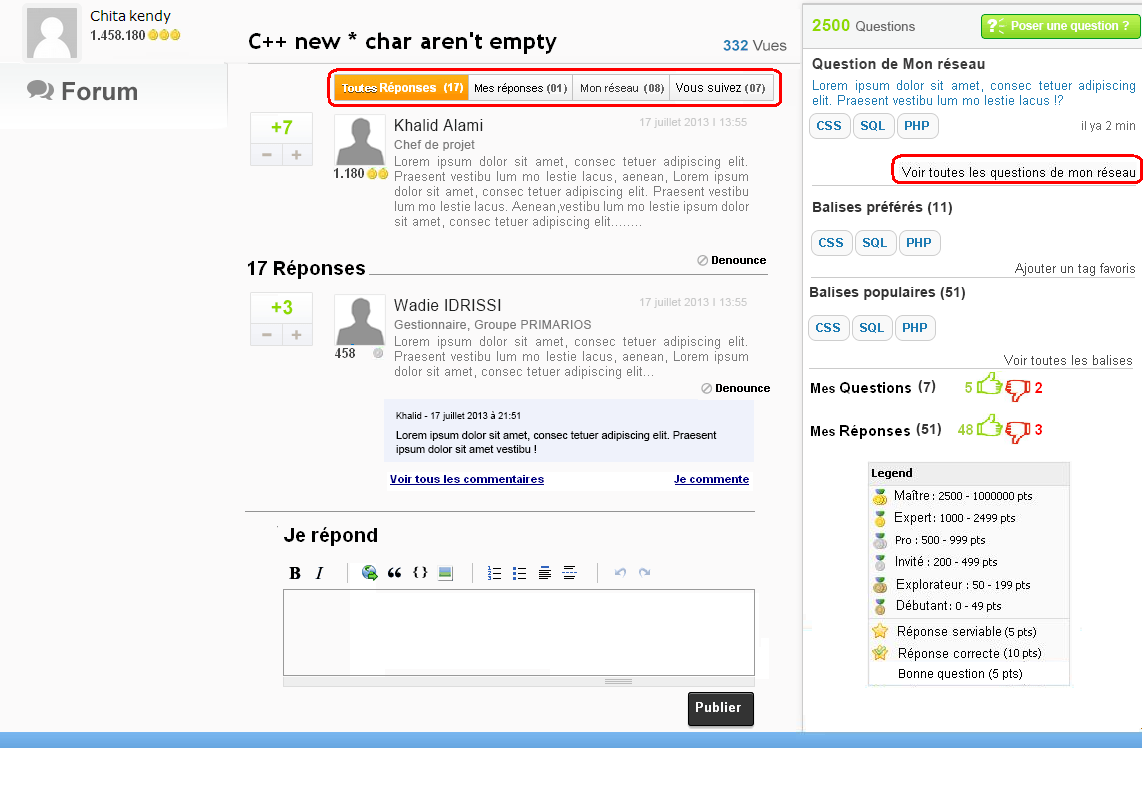 Chita kendy
1.458.180
Forum
C++ new * char aren't empty
332 Vues
Toutes Réponses (17) Mes réponses (01) Mon réseau (08) Vous suivez (07)
+7
− +
Khalid Alami
17 juillet 2013 I 13:55
Chef de projet
1.180
Lorem ipsum dolor sit amet, consec tetuer adipiscing elit.
Praesent vestibu lum mo lestie lacus, aenean, Lorem ipsum
dolor sit amet, consec tetuer adipiscing elit. Praesent vestibu
lum mo lestie lacus. Aenean,vestibu lum mo lestie ipsum dolor
sit amet, consec tetuer adipiscing elit........
Denounce
17 Réponses
+3
− +
Wadie IDRISSI
17 juillet 2013 I 13:55
Gestionnaire, Groupe PRIMARIOS
458
Lorem ipsum dolor sit amet, consec tetuer adipiscing elit.
Praesent vestibu lum mo lestie lacus, aenean, Lorem ipsum
dolor sit amet, consec tetuer adipiscing elit...
Denounce
Khalid - 17 juillet 2013 à 21:51
Lorem ipsum dolor sit amet, consec tetuer adipiscing elit. Praesent
ipsum dolor sit amet vestibu !
Voir tous les commentaires
Je commente
Je répond
B I “ {}
Publier
2500 Questions
?: Poser une question ?
Question de Mon réseau
Lorem ipsum dolor sit amet, consec tetuer adipiscing
elit. Praesent vestibu lum mo lestie lacus !?
CSS SQL PHP
il ya 2 min
Voir toutes les questions de mon réseau
Balises préférés (11)
CSS SQL PHP
Ajouter un tag favoris
Balises populaires (51)
CSS SQL PHP
Voir toutes les balises
Mes Questions (7) 5 2
Mes Réponses (51) 48 3
Legend
Maître : 2500 - 1000000 pts
Expert: 1000 - 2499 pts
Pro : 500 - 999 pts
Invité : 200 - 499 pts
Explorateur : 50 - 199 pts
Débutant: 0 - 49 pts
Réponse serviable (5 pts)
Réponse correcte (10 pts)
Bonne question (5 pts)